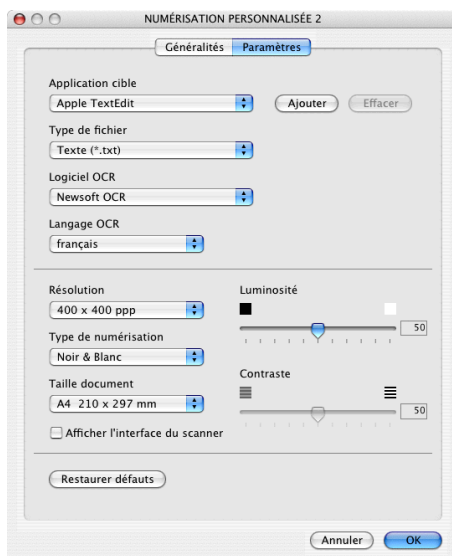 NUMÉRISATION PERSONNALISÉE 2
Généralités Paramètres
Application cible
Apple TextEdit Ajouter Effacer
Type de fichier
Texte (*.txt)
Logiciel OCR
Newsoft OCR
Langage OCR
français
Résolution
400 x 400 ppp
Type de numérisation
Noir & Blanc
Taille document
A4 210 x 297 mm
Afficher l'interface du scanner
Luminosité
50
Contraste
50
Restaurer défauts
Annuler OK